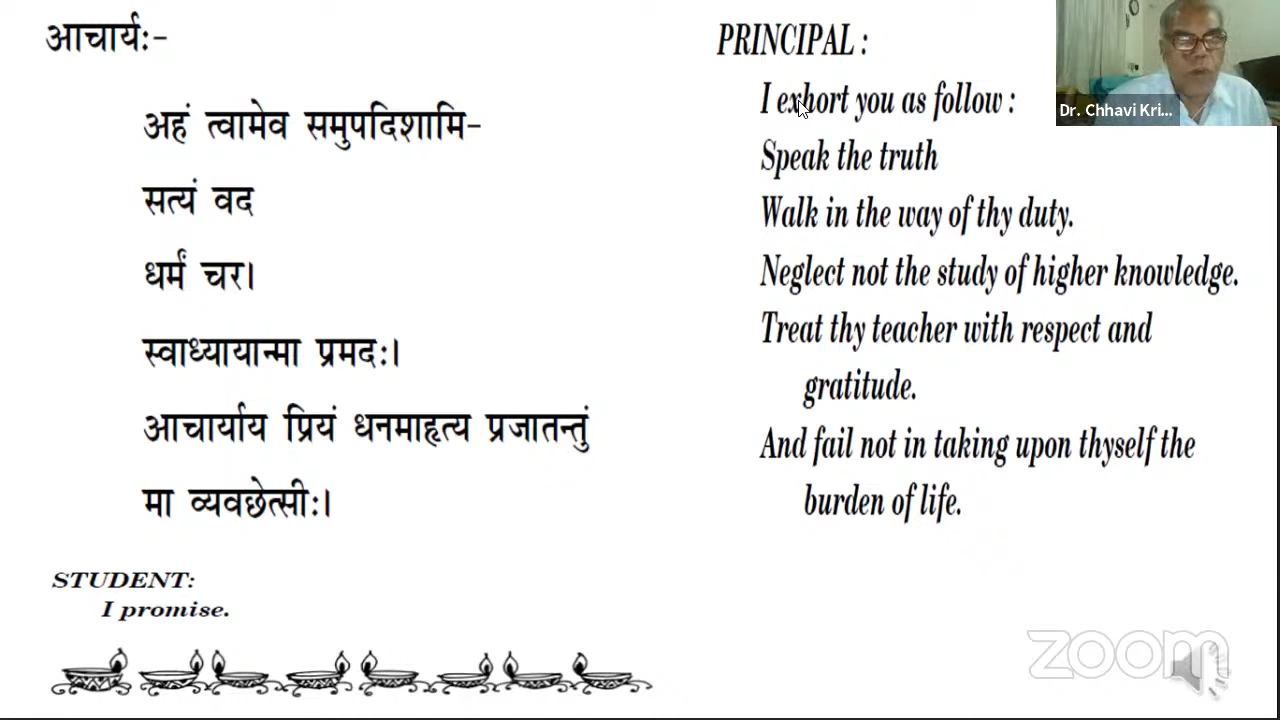 आचार्यः-
अहं त्वामेव समुपदिशामि-
सत्यं वद
धर्मं चर।
स्वाध्यायान्मा प्रमदः।
आचार्याय प्रियं धनमाहृत्य प्रजातन्तुं
मा व्यवछेत्सीः।
STUDENT:
I promise.
PRINCIPAL :
I exhort you as follow :
Speak the truth
Walk in the way of thy duty.
Neglect not the study of higher knowledge.
Treat thy teacher with respect and
gratitude.
And fail not in taking upon thyself the
burden of life.
Dr. Chhavi Kri...
zoom